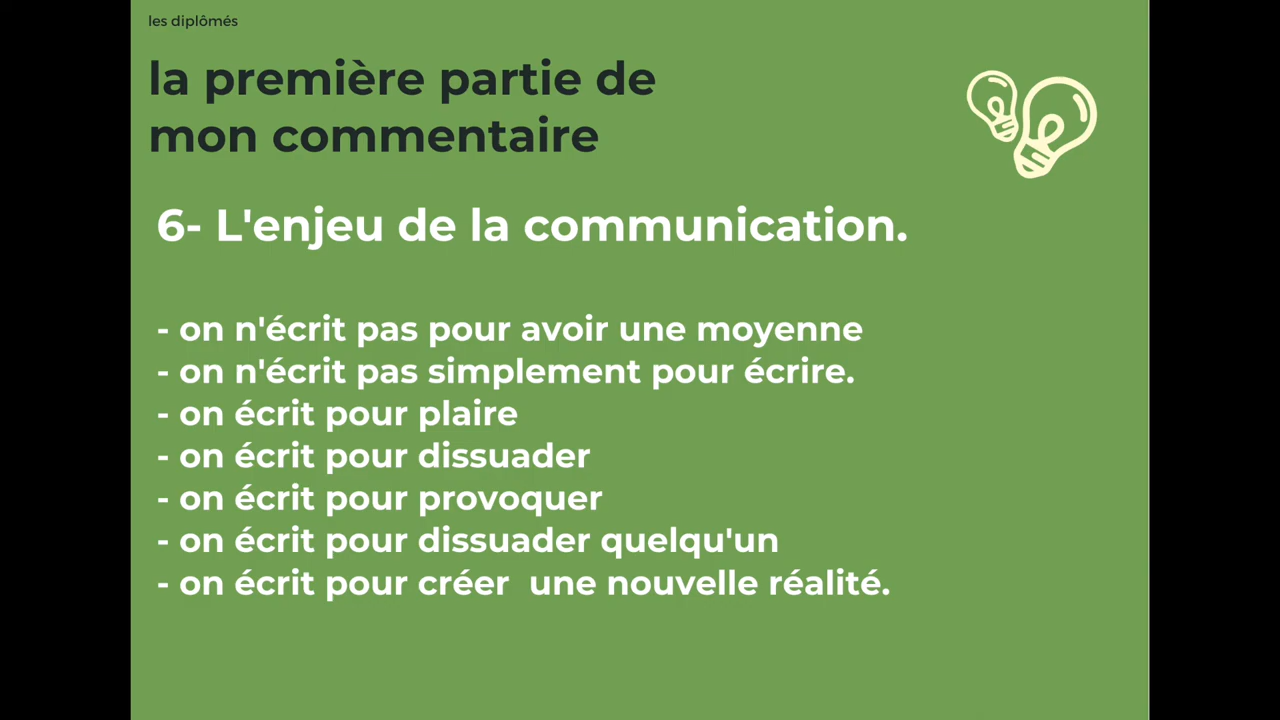 les diplômés
la première partie de
mon commentaire
6- L'enjeu de la communication.
- on n'écrit pas pour avoir une moyenne
- on n'écrit pas simplement pour écrire.
- on écrit pour plaire
- on écrit pour dissuader
- on écrit pour provoquer
- on écrit pour dissuader quelqu'un
- on écrit pour créer  une nouvelle réalité.